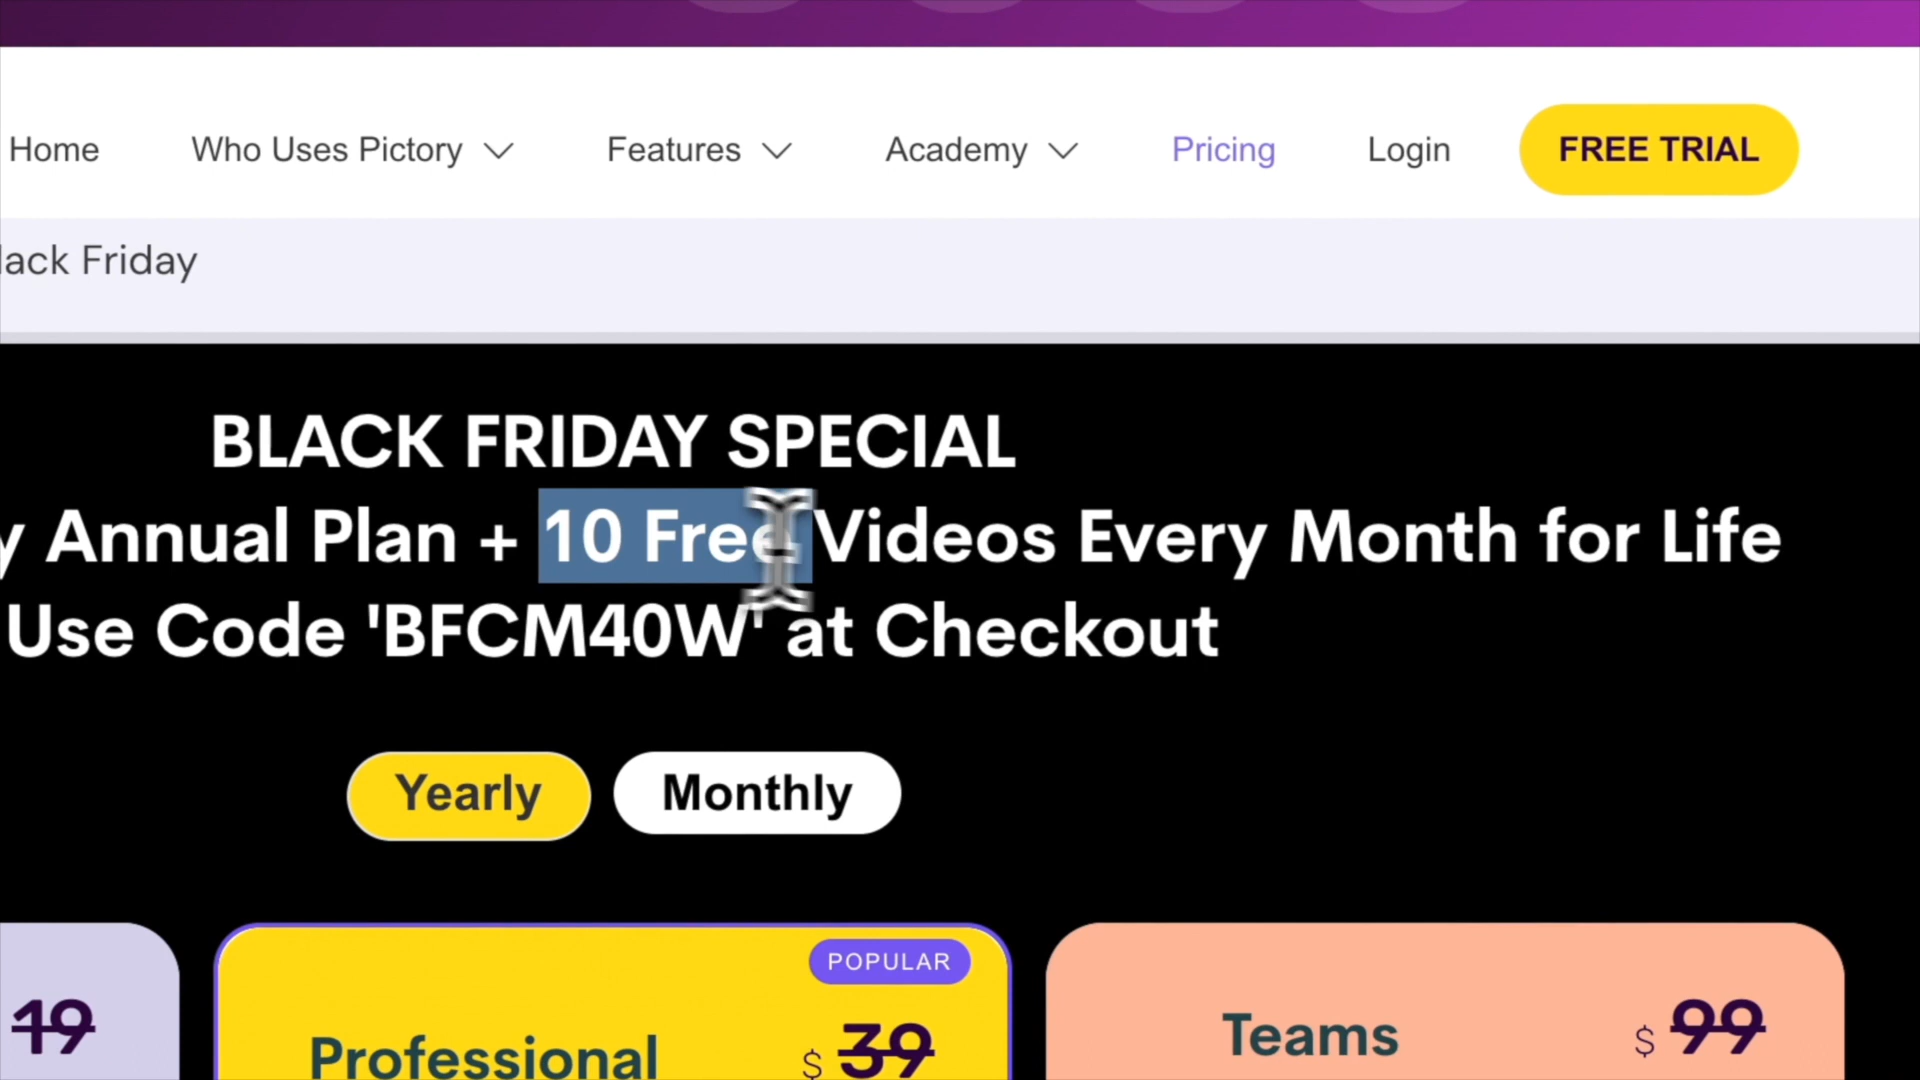 Home Who Uses Pictory Features Academy Pricing Login FREE TRIAL
lack Friday
BLACK FRIDAY SPECIAL
y Annual Plan + 10 Free Videos Every Month for Life
Use Code 'BFCM40W' at Checkout
Yearly Monthly
POPULAR
19 Professional $ 39 Teams $ 99